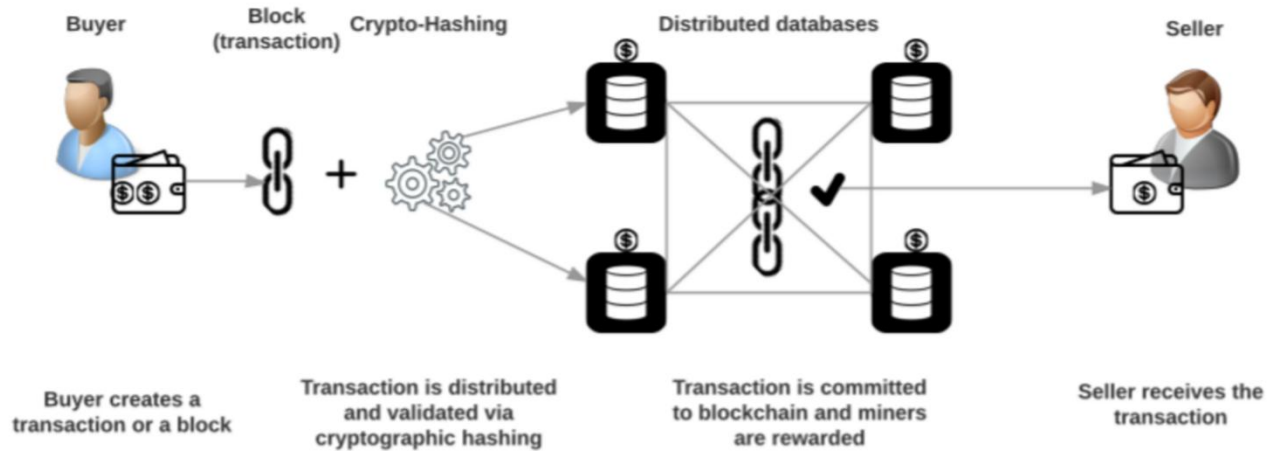 Buyer
Block
(transaction)
Crypto-Hashing
Distributed databases
Seller
$
$
$ $
$
$
$
Buyer creates a
transaction or a block
Transaction is distributed
and validated via
cryptographic hashing
Transaction is committed
to blockchain and miners
are rewarded
Seller receives the
transaction